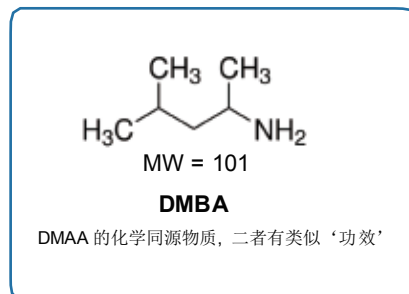 CH₃ CH₃
H₃C NH₂
MW = 101
DMBA
DMAA 的化学同源物质, 二者有类似‘功效’